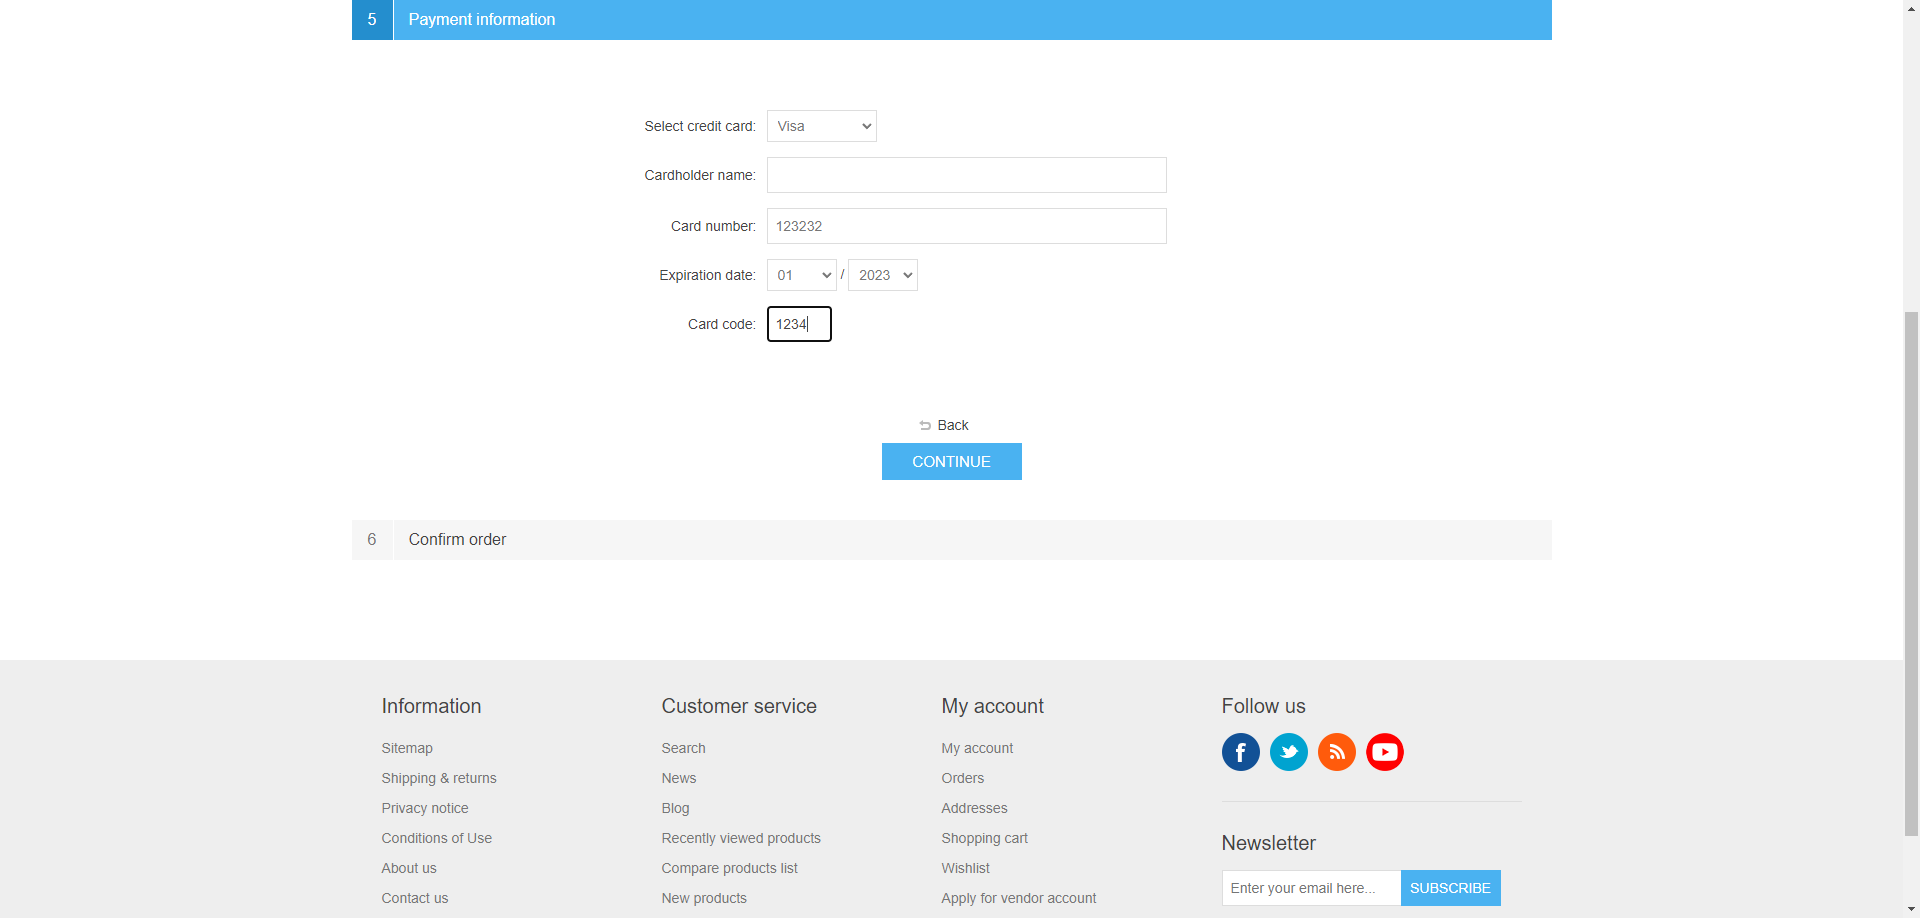 5 Payment information
Select credit card: Visa
Cardholder name:
Card number: 123232
Expiration date: 01 / 2023
Card code: 1234
Back
CONTINUE
6 Confirm order
Information
Sitemap
Shipping & returns
Privacy notice
Conditions of Use
About us
Contact us
Customer service
Search
News
Blog
Recently viewed products
Compare products list
New products
My account
My account
Orders
Addresses
Shopping cart
Wishlist
Apply for vendor account
Follow us
Newsletter
Enter your email here... SUBSCRIBE